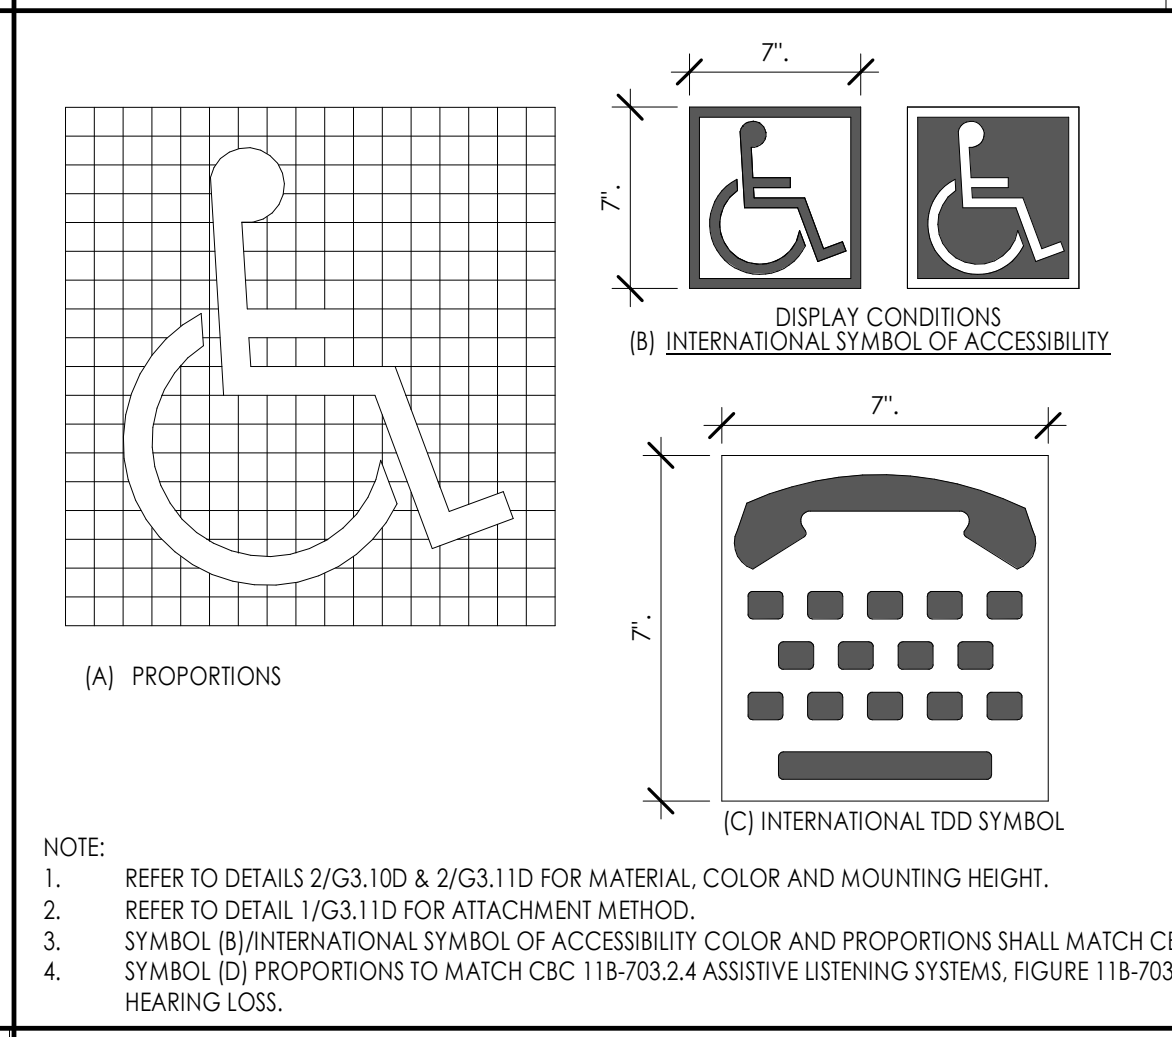 7".
7".
DISPLAY CONDITIONS
(B) INTERNATIONAL SYMBOL OF ACCESSIBILITY
7".
7".
(A) PROPORTIONS
(C) INTERNATIONAL TDD SYMBOL
NOTE:
1. REFER TO DETAILS 2/G3.10D & 2/G3.11D FOR MATERIAL, COLOR AND MOUNTING HEIGHT.
2. REFER TO DETAIL 1/G3.11D FOR ATTACHMENT METHOD.
3. SYMBOL (B)/INTERNATIONAL SYMBOL OF ACCESSIBILITY COLOR AND PROPORTIONS SHALL MATCH
4. SYMBOL (D) PROPORTIONS TO MATCH CBC 11B-703.2.4 ASSISTIVE LISTENING SYSTEMS, FIGURE 11B-703
HEARING LOSS.